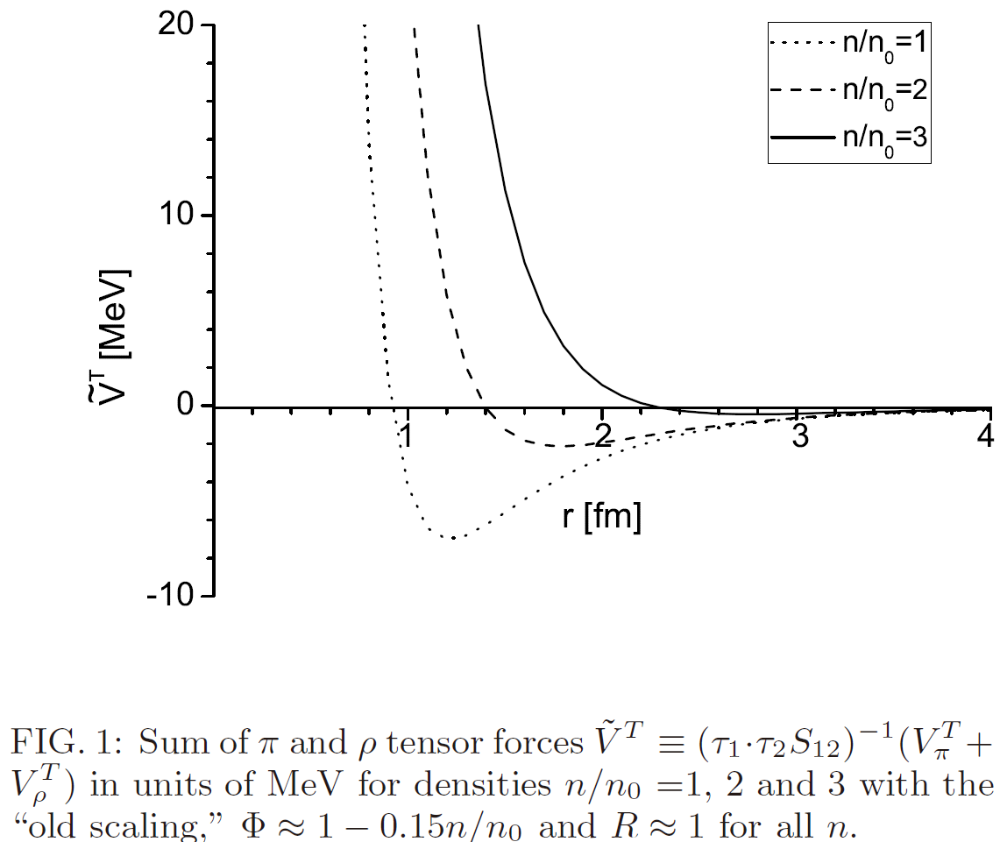 20
10
0
-10
Ṽᵀ [MeV]
1
2
3
4
r [fm]
n/n₀=1
n/n₀=2
n/n₀=3
FIG. 1: Sum of π and ρ tensor forces Ṽᵀ ≡ (τ₁·τ₂S₁₂)⁻¹(V_π^T +
V_ρ^T) in units of MeV for densities n/n₀ =1, 2 and 3 with the
“old scaling,” Φ ≈ 1 − 0.15n/n₀ and R ≈ 1 for all n.